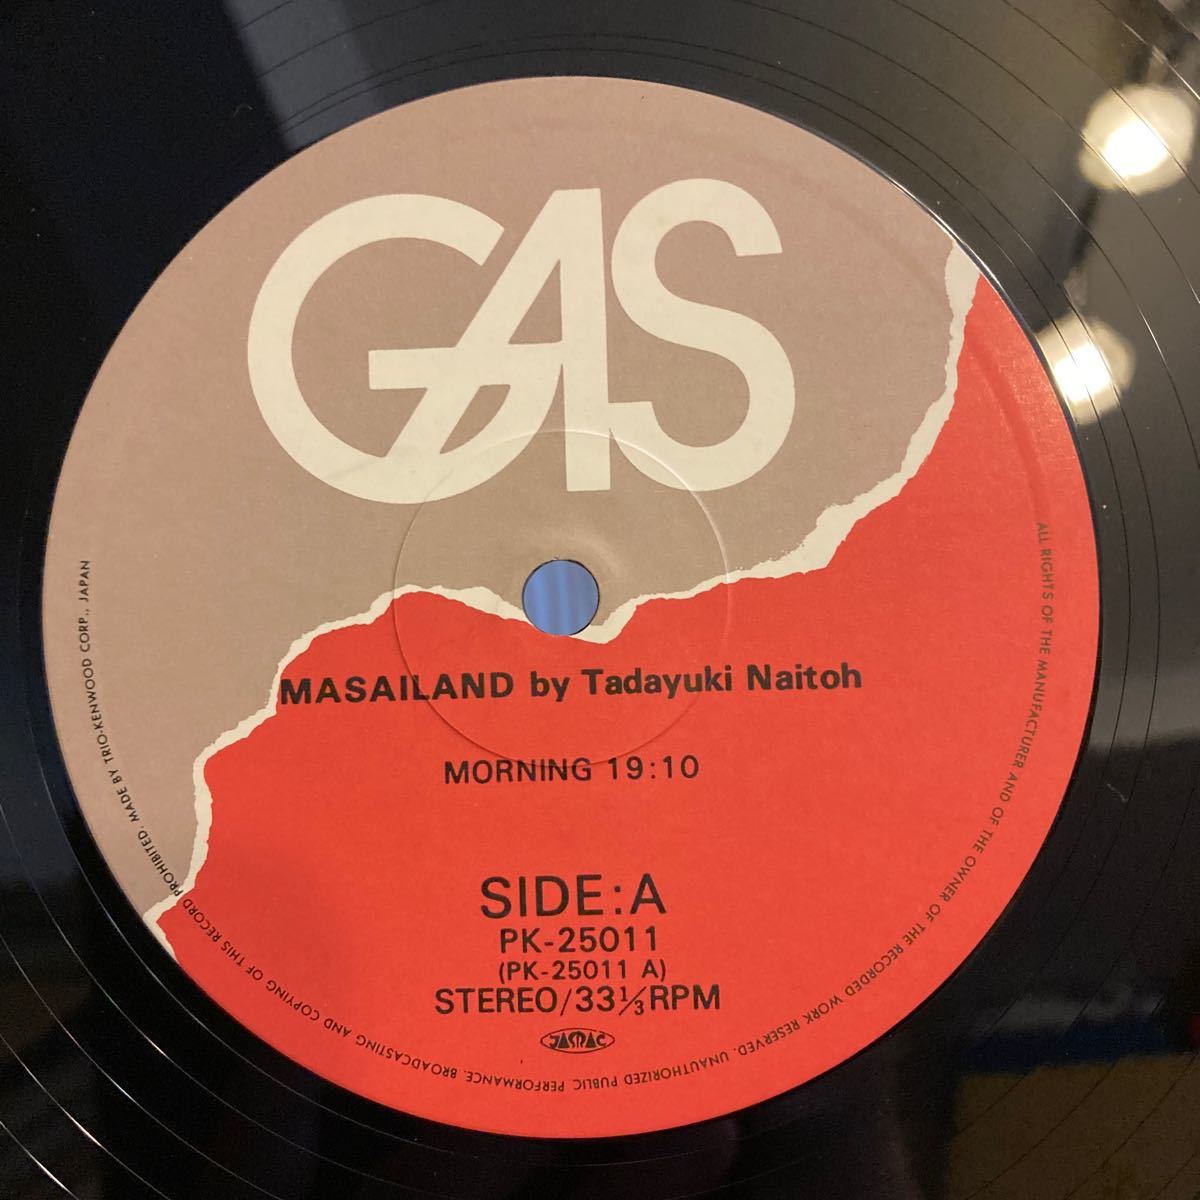 GAS
MASAILAND by Tadayuki Naitoh
MORNING 19:10
SIDE:A
PK-25011
(PK-25011 A)
STEREO/33⅓RPM
JASRAC
ALL RIGHTS OF THE MANUFACTURER AND OF THE OWNER OF THE RECORDED WORK RESERVED. UNAUTHORIZED PUBLIC PERFORMANCE. BROADCASTING AND COPYING OF THIS RECORD PROHIBITED. MADE BY TRIO-KENWOOD CORP., JAPAN